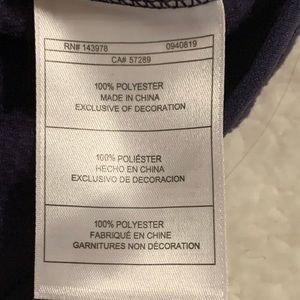 RN# 143978 0940819
CA# 57289
100% POLYESTER
MADE IN CHINA
EXCLUSIVE OF DECORATION
100% POLIÉSTER
HECHO EN CHINA
EXCLUSIVO DE DECORACION
100% POLYESTER
FABRIQUÉ EN CHINE
GARNITURES NON DÉCORATION